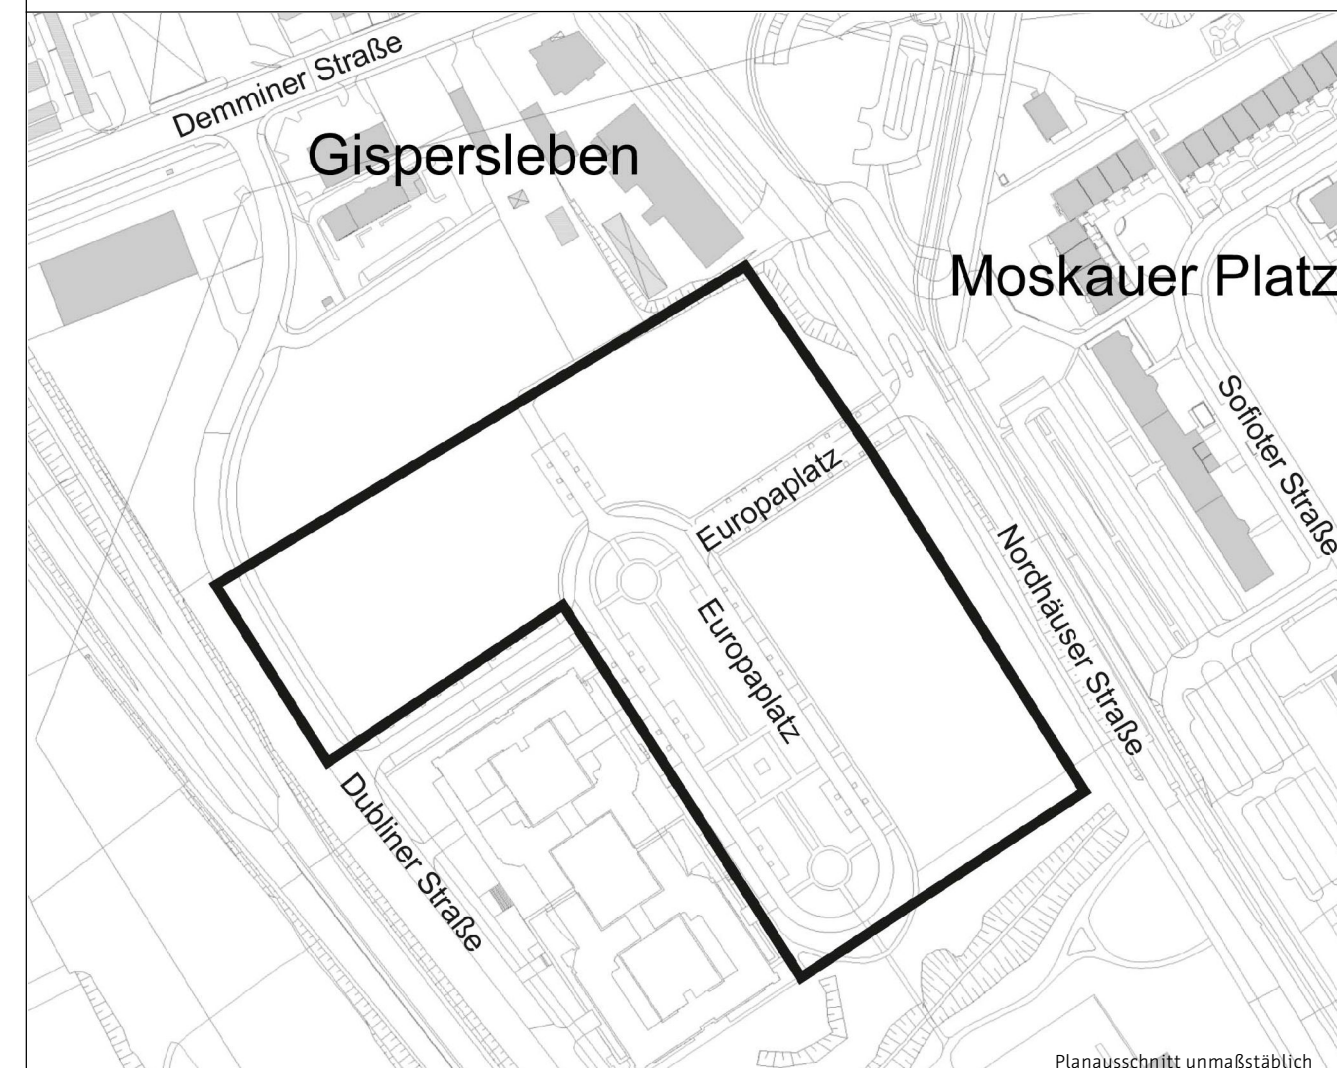 Demminer Straße
Gispersleben
Moskauer Platz
Sofioter Straße
Europaplatz
Nordhäuser Straße
Europaplatz
Dubliner Straße
Planausschnitt unmaßstäblich